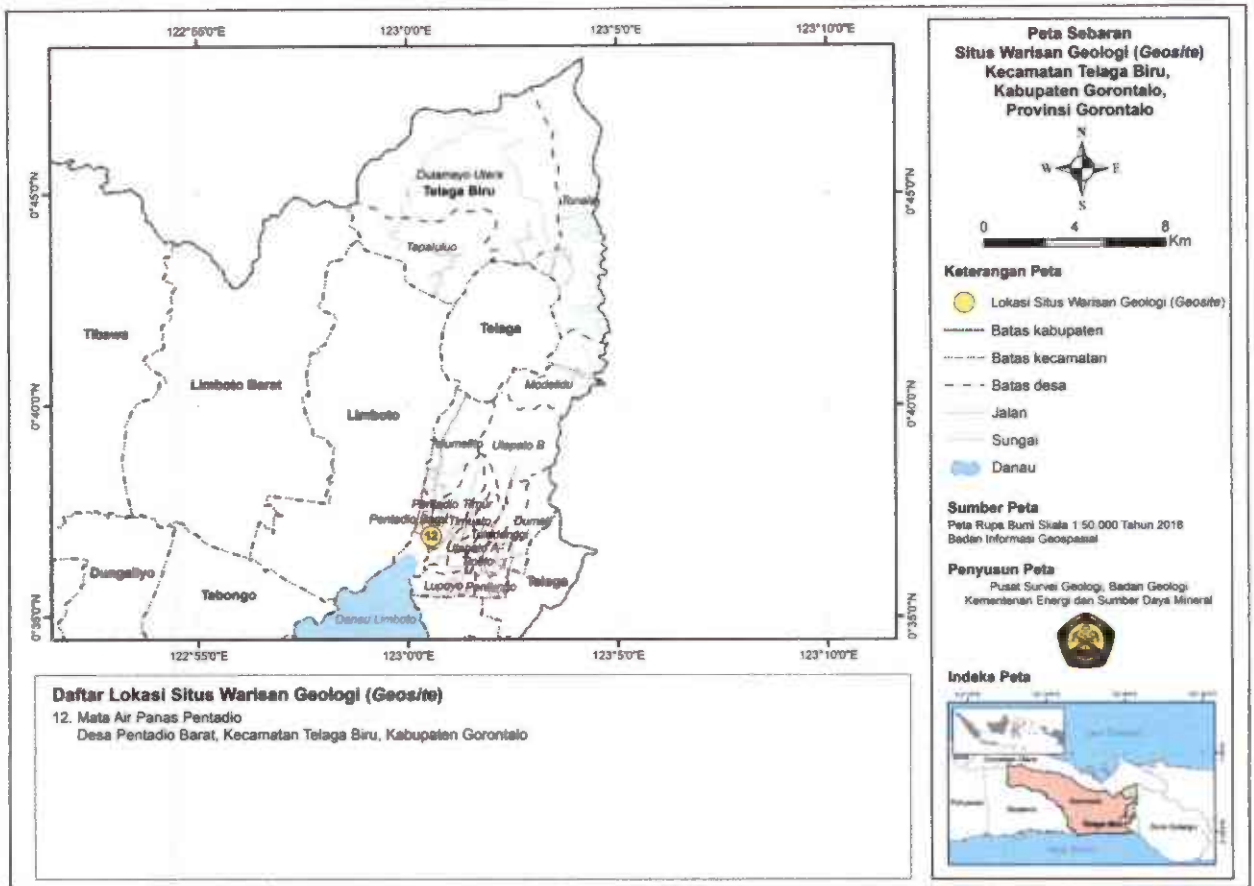 122°55'0"E
123°0'0"E
123°5'0"E
123°10'0"E
0°45'0"N
0°40'0"N
0°35'0"N
0°45'0"N
0°40'0"N
0°35'0"N
Dulamayo Utara
Telaga Biru
Tonala
Tapaluluo
Tibawa
Telaga
Limboto Barat
Modelidu
Limboto
Tulumelito
Ulapato B
Pentadio Timur
Pentadio Barat
Timuato
Dumati
12
Ulapato A
Tinelo
Dungaliyo
Tabongo
Lupoyo
Pantungo
Telaga
Danau Limboto
122°55'0"E
123°0'0"E
123°5'0"E
123°10'0"E
Daftar Lokasi Situs Warisan Geologi (Geosite)
12. Mata Air Panas Pentadio
Desa Pentadio Barat, Kecamatan Telaga Biru, Kabupaten Gorontalo
Peta Sebaran
Situs Warisan Geologi (Geosite)
Kecamatan Telaga Biru,
Kabupaten Gorontalo,
Provinsi Gorontalo
N
W
E
S
0
4
8
Km
Keterangan Peta
Lokasi Situs Warisan Geologi (Geosite)
Batas kabupaten
Batas kecamatan
Batas desa
Jalan
Sungai
Danau
Sumber Peta
Peta Rupa Bumi Skala 1:50.000 Tahun 2018
Badan Informasi Geospasial
Penyusun Peta
Pusat Survei Geologi, Badan Geologi
Kementerian Energi dan Sumber Daya Mineral
Indeks Peta
Telaga Biru